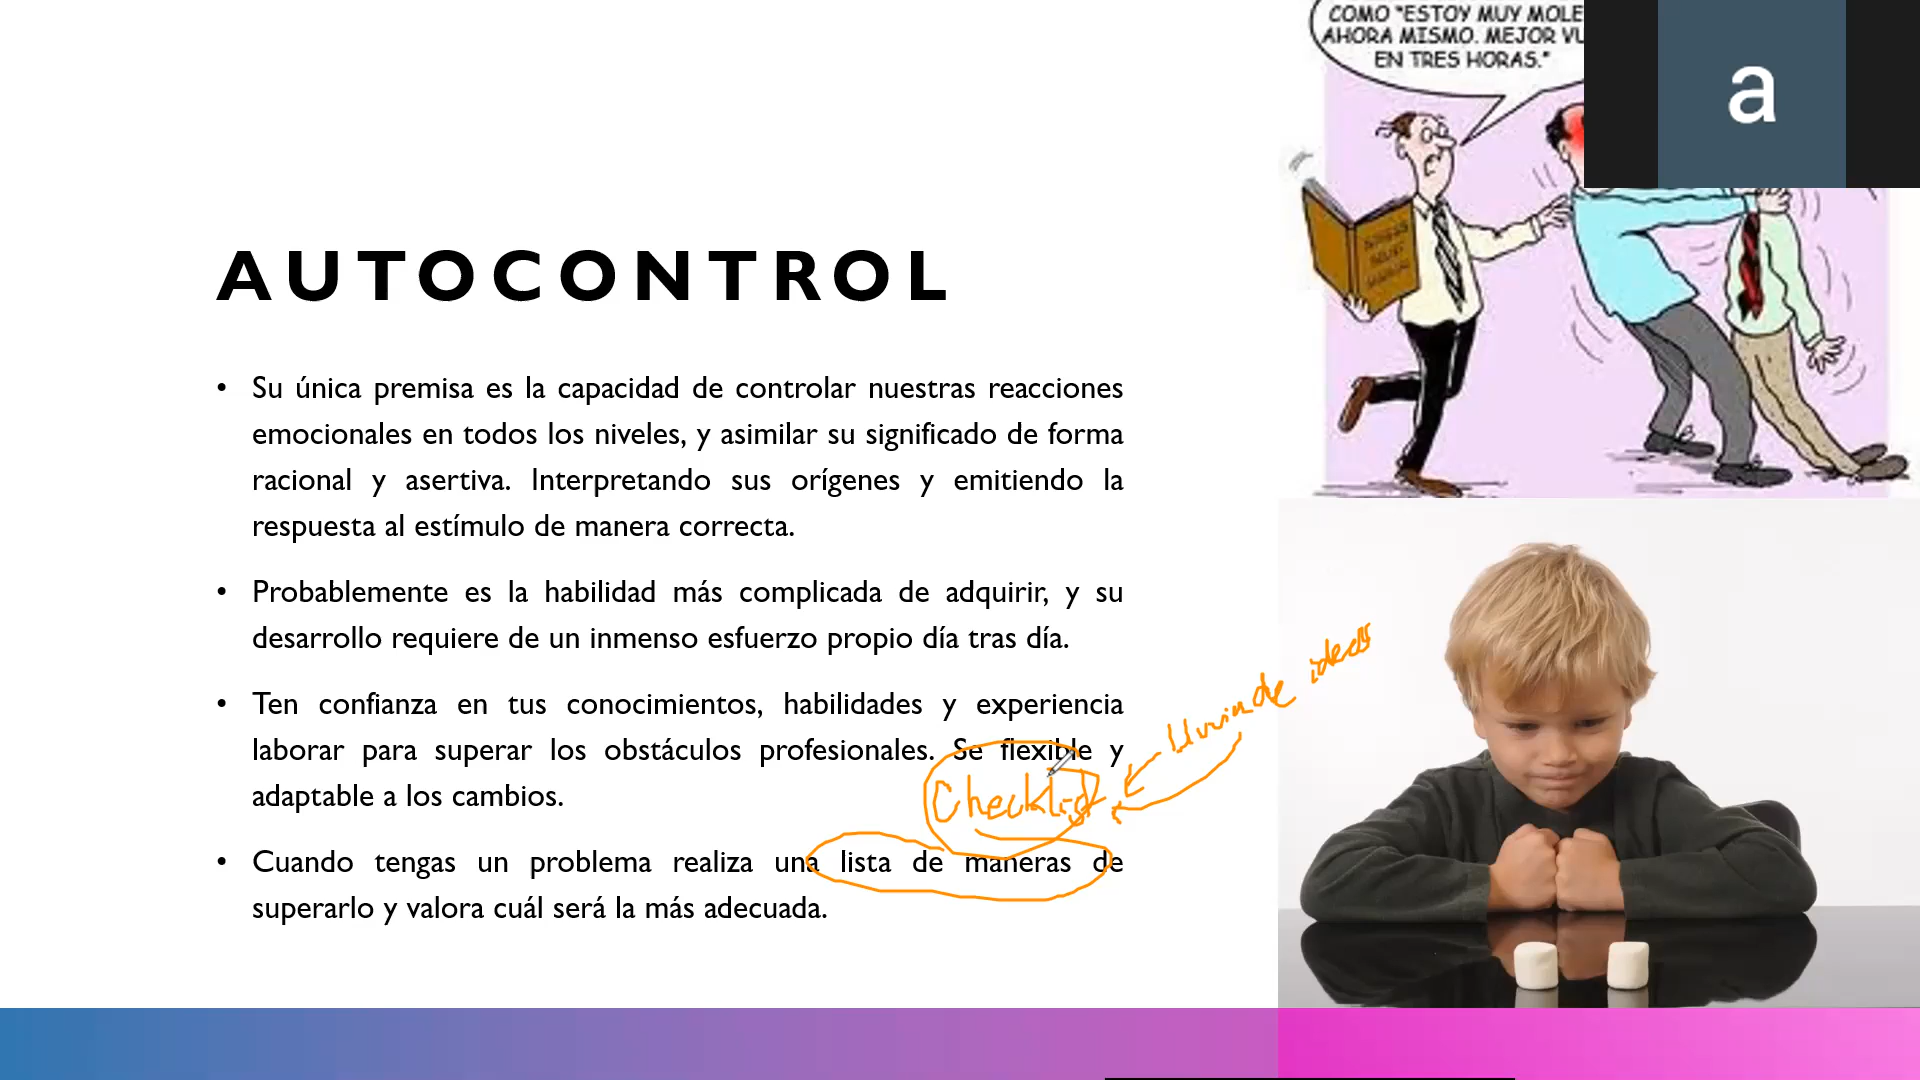 COMO "ESTOY MUY MOLE
AHORA MISMO. MEJOR VU
EN TRES HORAS."
a
AUTOCONTROL
• Su única premisa es la capacidad de controlar nuestras reacciones
emocionales en todos los niveles, y asimilar su significado de forma
racional y asertiva. Interpretando sus orígenes y emitiendo la
respuesta al estímulo de manera correcta.
• Probablemente es la habilidad más complicada de adquirir, y su
desarrollo requiere de un inmenso esfuerzo propio día tras día.
• Ten confianza en tus conocimientos, habilidades y experiencia
laborar para superar los obstáculos profesionales. Se flexible y
adaptable a los cambios.
Checklist
Lluvia de ideas
• Cuando tengas un problema realiza una lista de maneras de
superarlo y valora cuál será la más adecuada.